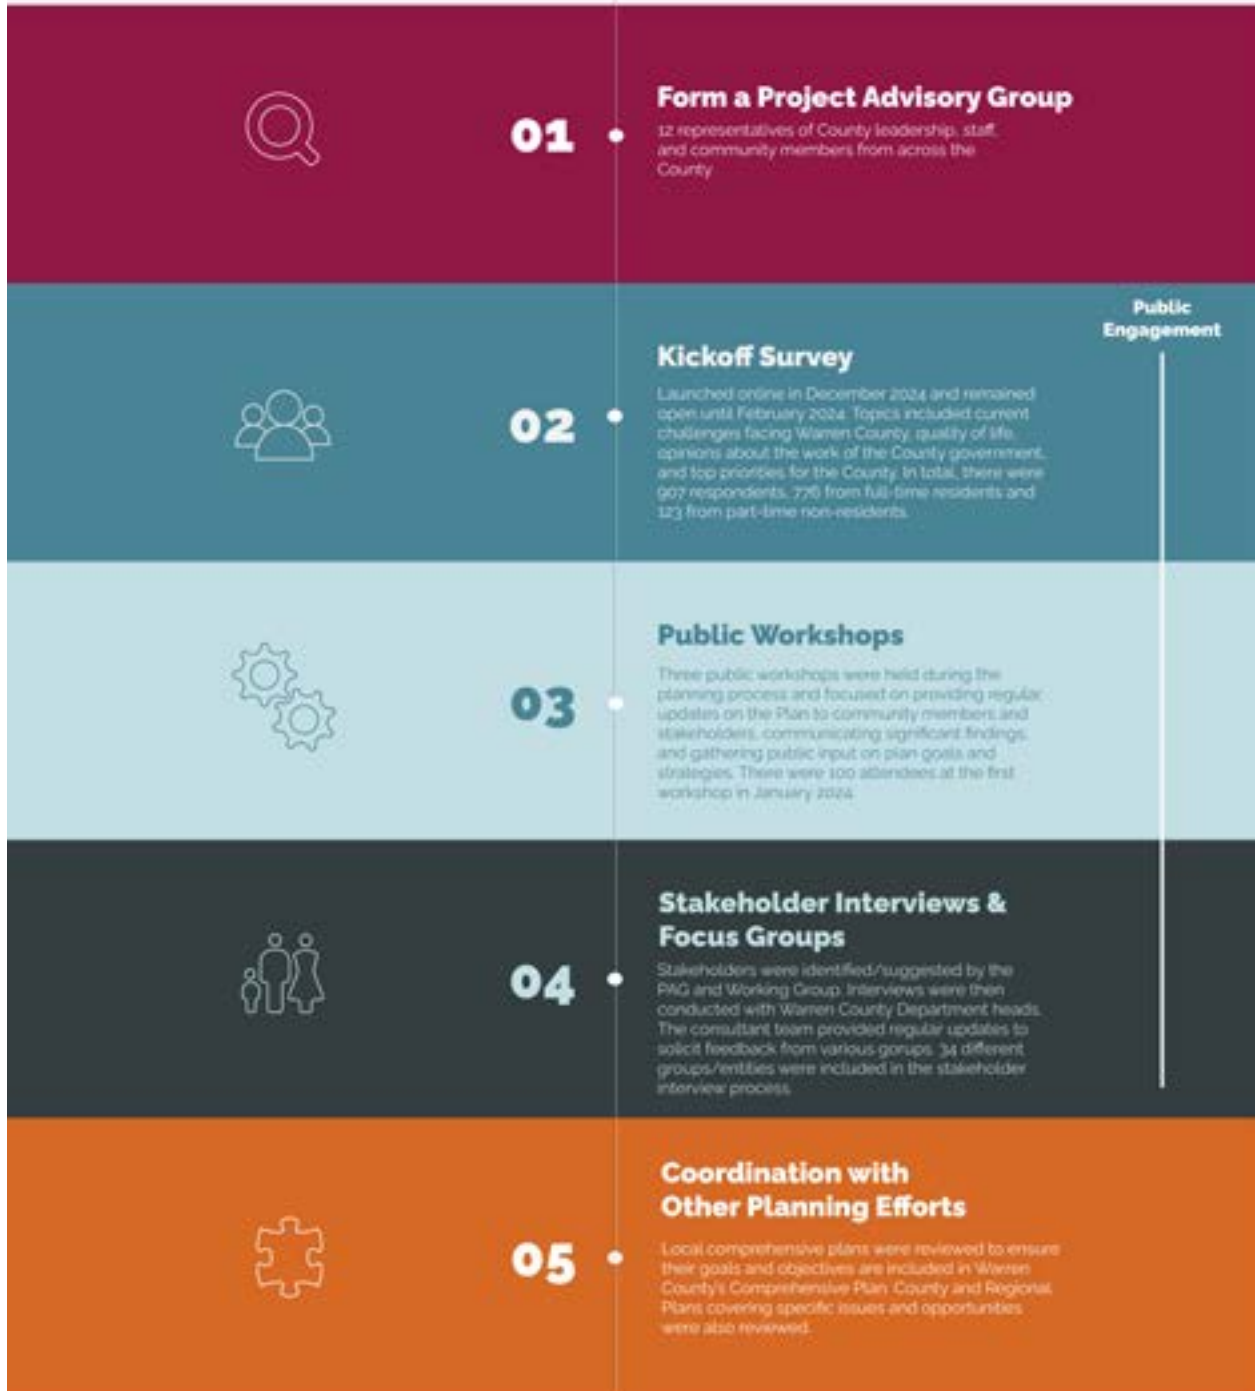 01
Form a Project Advisory Group
12 representatives of County leadership, staff,
and community members from across the
County
Public
Engagement
02
Kickoff Survey
Launched online in December 2024 and remained
open until February 2024. Topics included current
challenges facing Warren County, quality of life,
opinions about the work of the County government,
and top priorities for the County. In total, there were
907 respondents, 776 from full-time residents and
123 from part-time non-residents.
03
Public Workshops
Three public workshops were held during the
planning process and focused on providing regular
updates on the Plan to community members and
stakeholders, communicating significant findings,
and gathering public input on plan goals and
strategies. There were 100 attendees at the first
workshop in January 2024.
04
Stakeholder Interviews &
Focus Groups
Stakeholders were identified/suggested by the
PAG and Working Group. Interviews were then
conducted with Warren County Department heads.
The consultant team provided regular updates to
solicit feedback from various gorups. 34 different
groups/entities were included in the stakeholder
interview process.
05
Coordination with
Other Planning Efforts
Local comprehensive plans were reviewed to ensure
their goals and objectives are included in Warren
County's Comprehensive Plan. County and Regional
Plans covering specific issues and opportunities
were also reviewed.